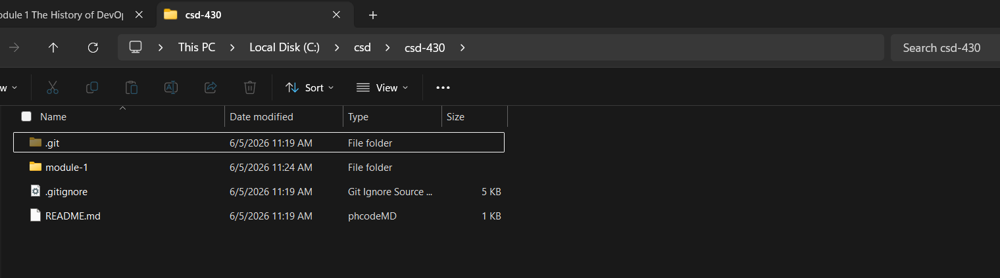 odule 1 The History of DevOp
csd-430
This PC > Local Disk (C:) > csd > csd-430 >
Search csd-430
w
Sort
View
Name Date modified Type Size
.git 6/5/2026 11:19 AM File folder
module-1 6/5/2026 11:24 AM File folder
.gitignore 6/5/2026 11:19 AM Git Ignore Source ... 5 KB
README.md 6/5/2026 11:19 AM phcodeMD 1 KB